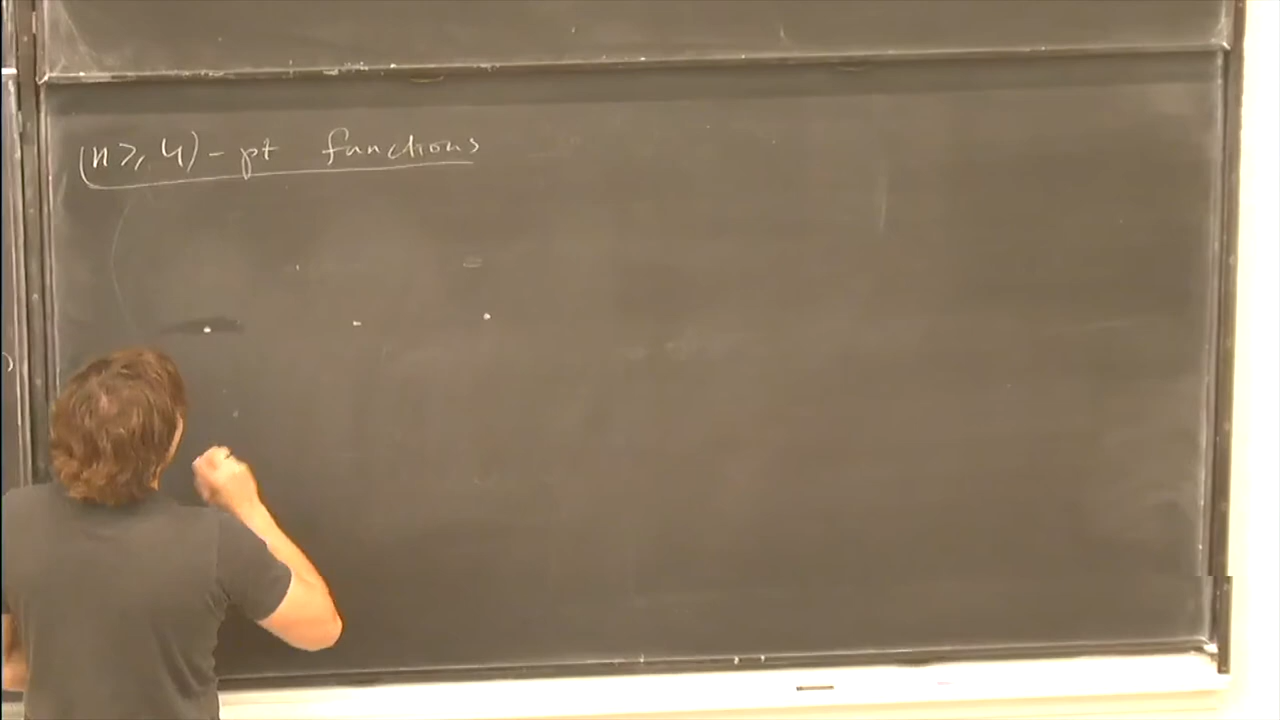 (n ⩾ 4) - pt functions